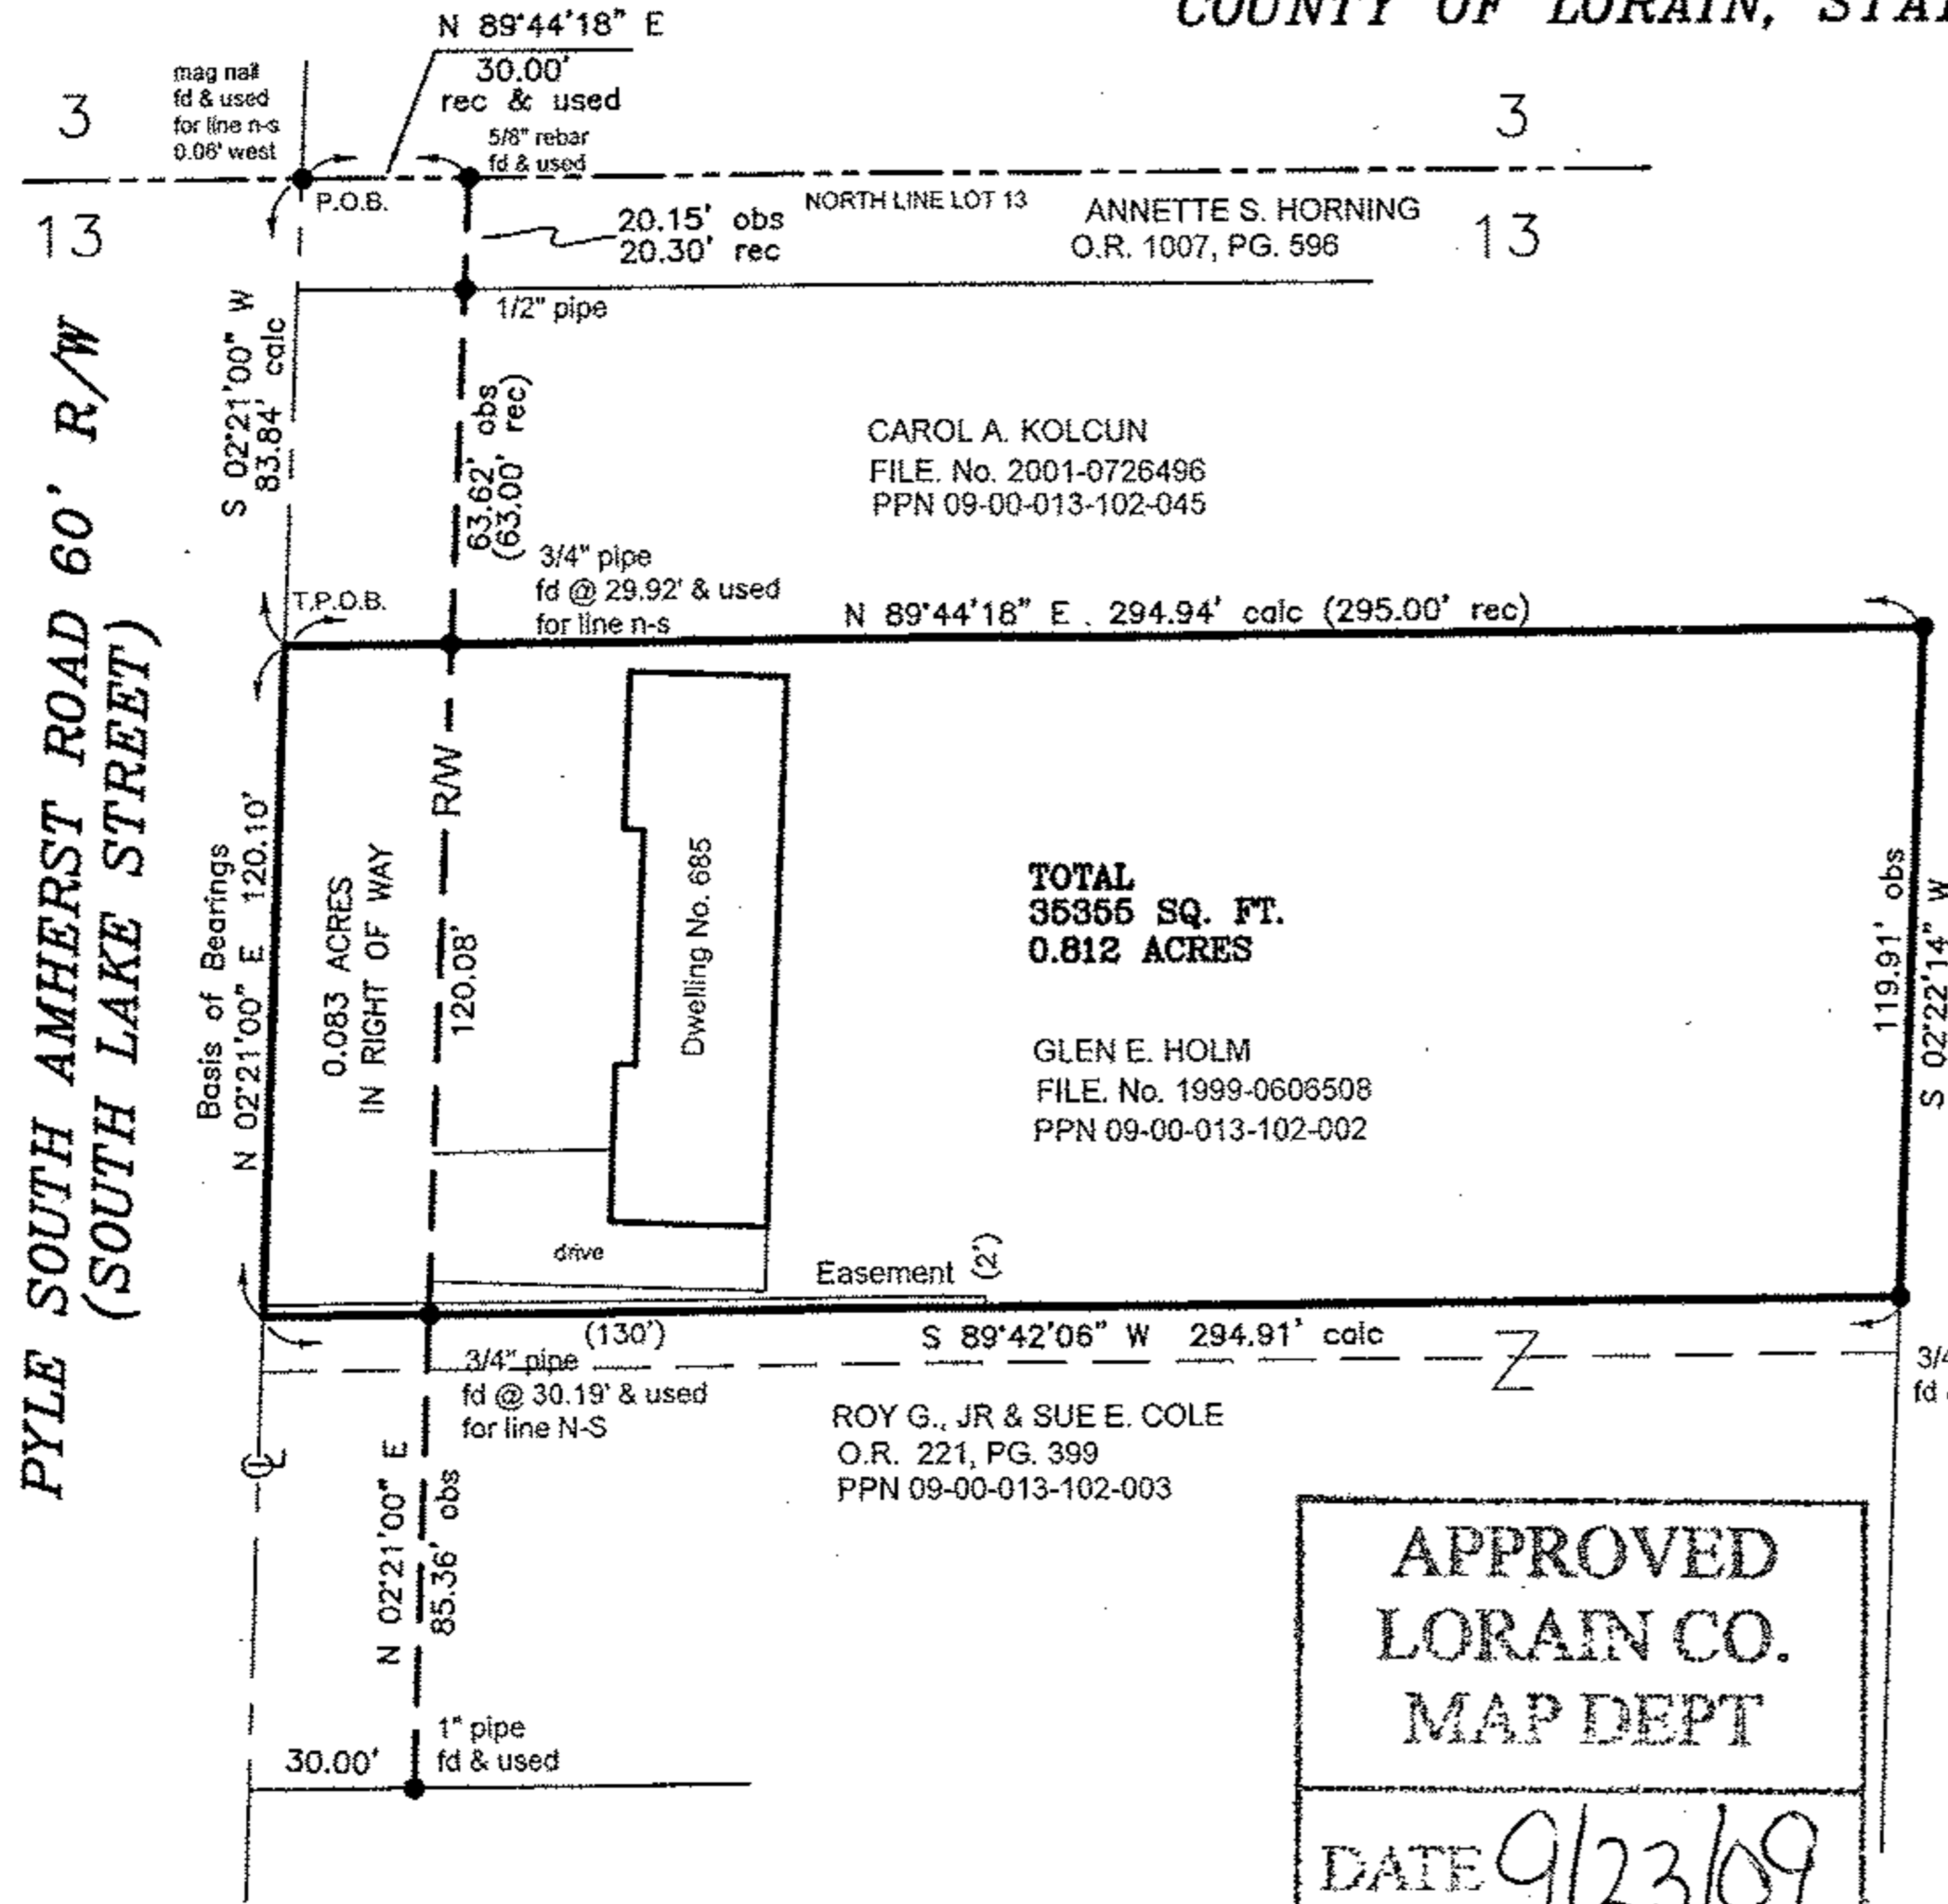 COUNTY OF LORAIN,
N 89°44'18" E
30.00'
rec & used
mag nail
fd & used
for line n-s
0.06' west
3
3
5/8" rebar
fd & used
P.O.B.
NORTH LINE LOT 13
13
13
20.15' obs
20.30' rec
ANNETTE S. HORNING
O.R. 1007, PG. 596
1/2" pipe
S 02°21'00" W
83.84' calc
63.62' obs
(63.00' rec)
CAROL A. KOLCUN
FILE. No. 2001-0726496
PPN 09-00-013-102-045
3/4" pipe
fd @ 29.92' & used
for line n-s
T.P.O.B.
N 89°44'18" E . 294.94' calc (295.00' rec)
PYLE SOUTH AMHERST ROAD 60' R/W
(SOUTH LAKE STREET)
Basis of Bearings
N 02°21'00" E 120.10'
0.083 ACRES
IN RIGHT OF WAY
R/W
120.08'
Dwelling No. 685
TOTAL
35355 SQ. FT.
0.812 ACRES
GLEN E. HOLM
FILE. No. 1999-0606508
PPN 09-00-013-102-002
119.91' obs
S 02°22'14" W
drive
Easement (2')
(130')
S 89°42'06" W 294.91' calc
3/4" pipe
fd @ 30.19' & used
for line N-S
Z
3/4
fd
ROY G., JR & SUE E. COLE
O.R. 221, PG. 399
PPN 09-00-013-102-003
N 02°21'00" E
85.36' obs
1" pipe
fd & used
30.00'
APPROVED
LORAIN CO.
MAP DEPT
DATE 9/23/09